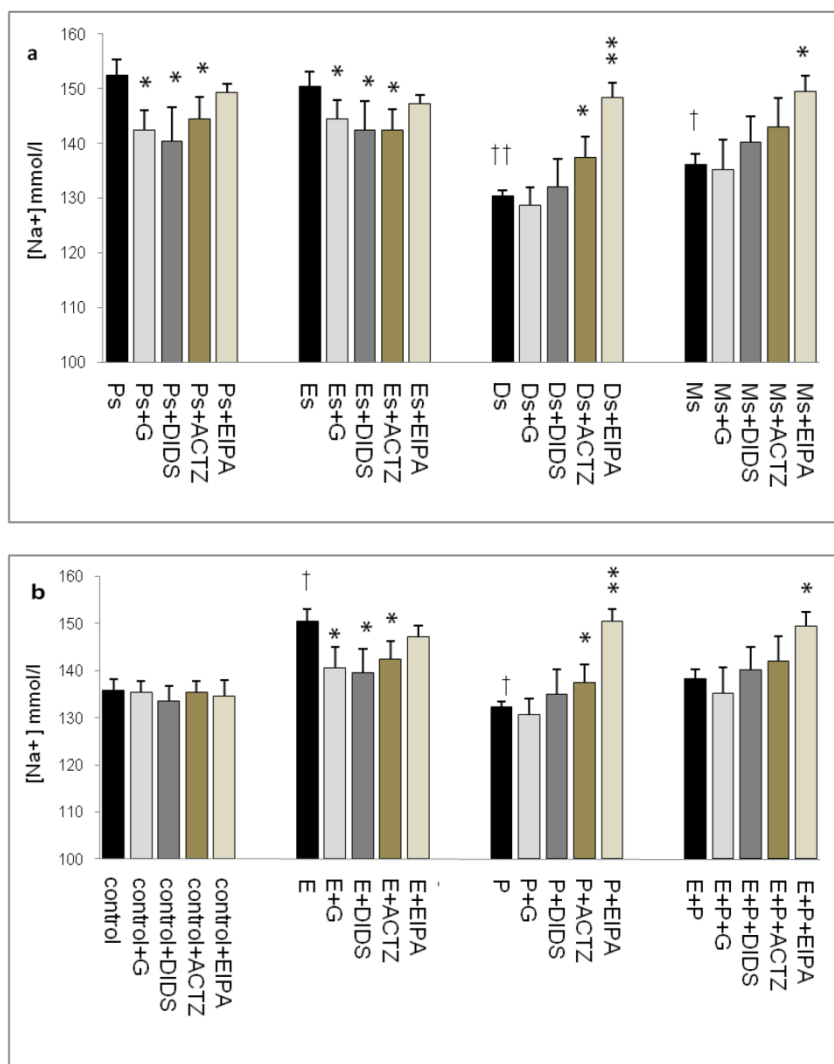 a
[Na+] mmol/l
160
150
140
130
120
110
100
*
*
*
*
*
*
††
*
**
†
*
Ps
Ps+G
Ps+DIDS
Ps+ACTZ
Ps+EIPA
Es
Es+G
Es+DIDS
Es+ACTZ
Es+EIPA
Ds
Ds+G
Ds+DIDS
Ds+ACTZ
Ds+EIPA
Ms
Ms+G
Ms+DIDS
Ms+ACTZ
Ms+EIPA
b
[Na+] mmol/l
160
150
140
130
120
110
100
†
*
*
*
†
*
**
*
control
control+G
control+DIDS
control+ACTZ
control+EIPA
E
E+G
E+DIDS
E+ACTZ
E+EIPA
P
P+G
P+DIDS
P+ACTZ
P+EIPA
E+P
E+P+G
E+P+DIDS
E+P+ACTZ
E+P+EIPA